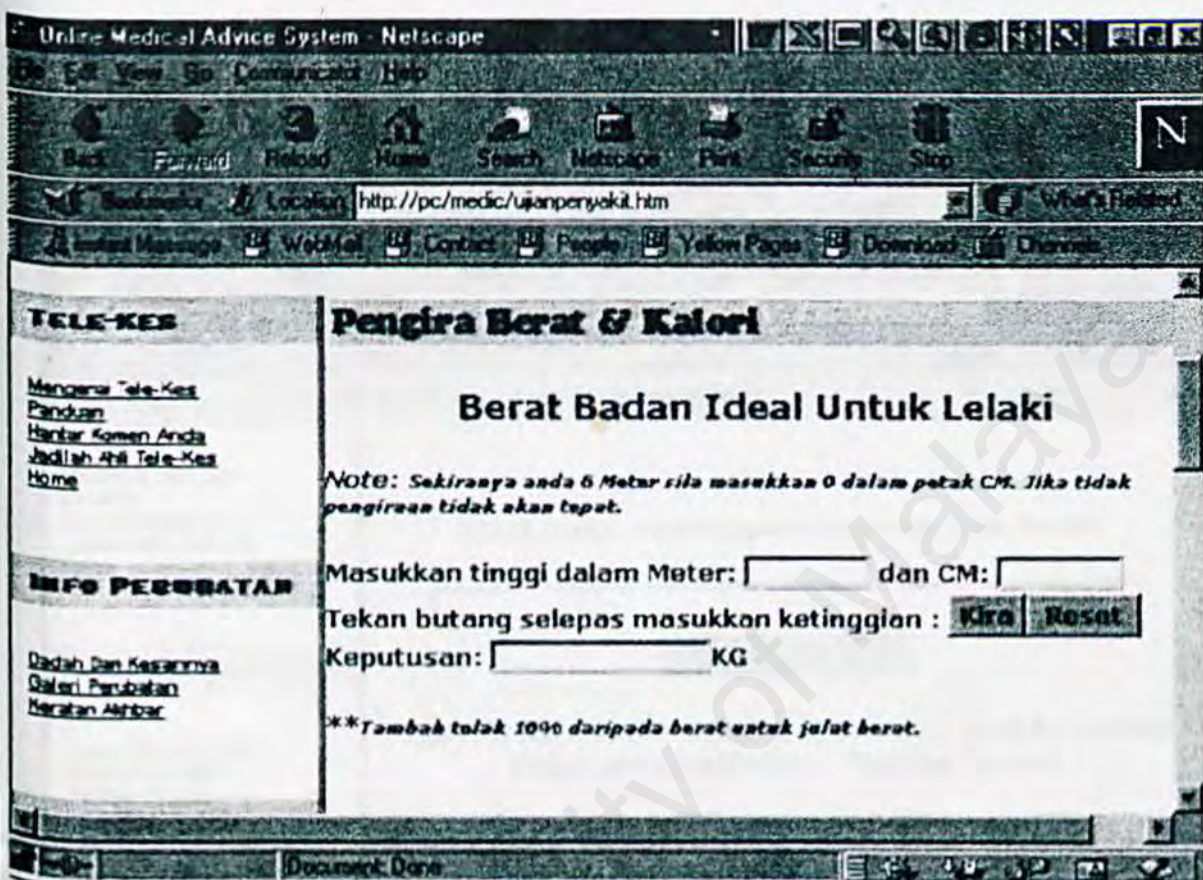 Online Medical Advice System - Netscape
Edit View Go Communicator Help
Back Forward Reload Home Search Netscape Print Security Stop
N
Bookmarks Location http://pc/medic/ujianpenyakit.htm What's Related
Instant Message WebMail Contact People Yellow Pages Download Channels
TELE-KES
Mengenai Tele-Kes
Panduan
Hantar Komen Anda
Jadilah Ahli Tele-Kes
Home
INFO PERUBATAN
Dadah Dan Kesannya
Galeri Perubatan
Keratan Akhbar
Pengira Berat & Kalori
Berat Badan Ideal Untuk Lelaki
Note: Sekiranya anda 6 Meter sila masukkan 0 dalam petak CM. Jika tidak
pengiraan tidak akan tepat.
Masukkan tinggi dalam Meter: dan CM:
Tekan butang selepas masukkan ketinggian : Kira Reset
Keputusan: KG
**Tambah tolak 10% daripada berat untuk julat berat.
Document: Done
University of Malaya